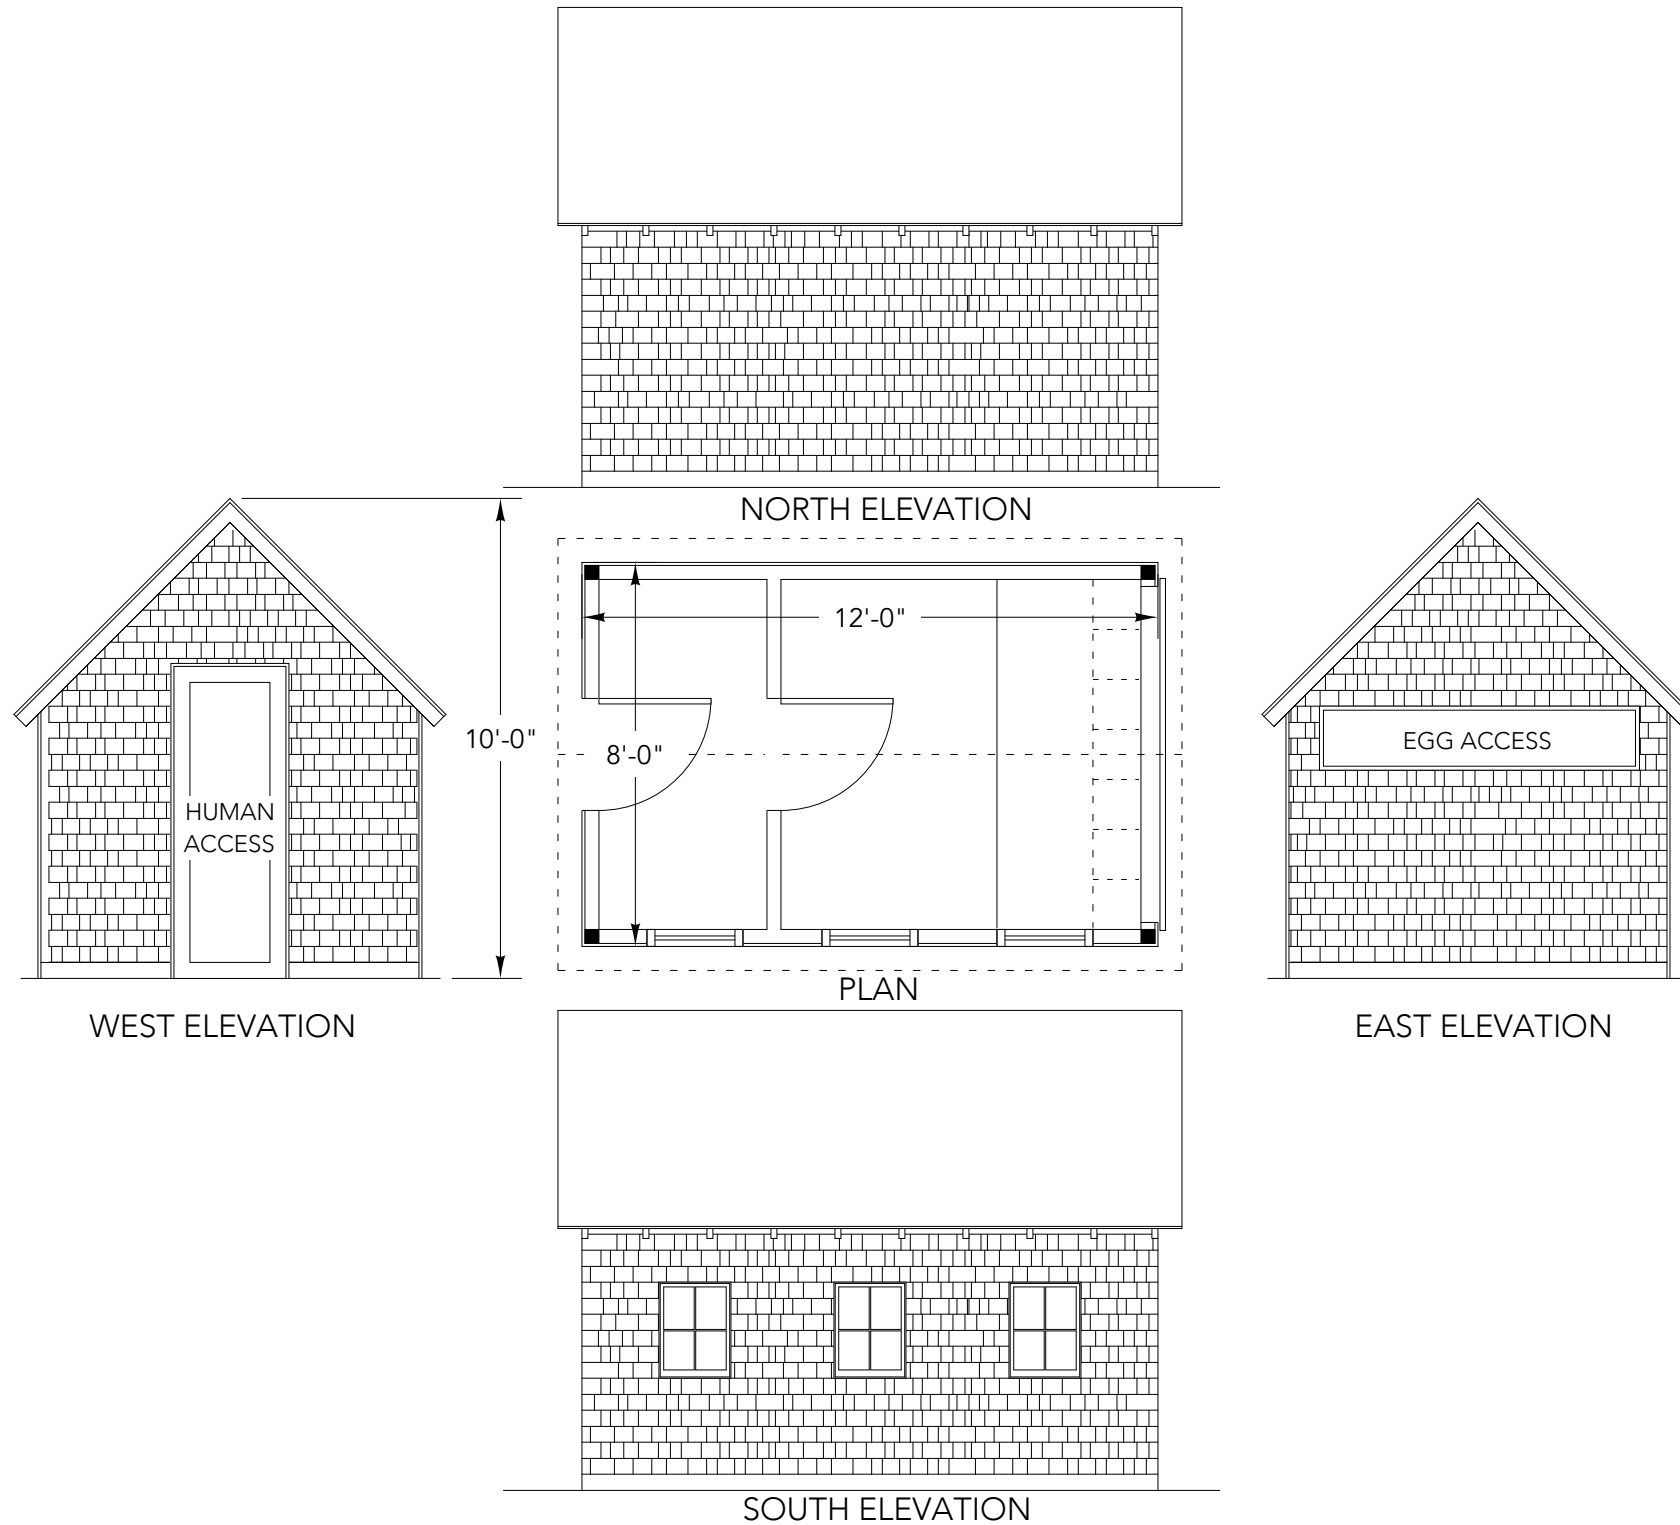 NORTH ELEVATION
12'-0"
10'-0"
8'-0"
EGG ACCESS
HUMAN
ACCESS
PLAN
WEST ELEVATION
EAST ELEVATION
SOUTH ELEVATION